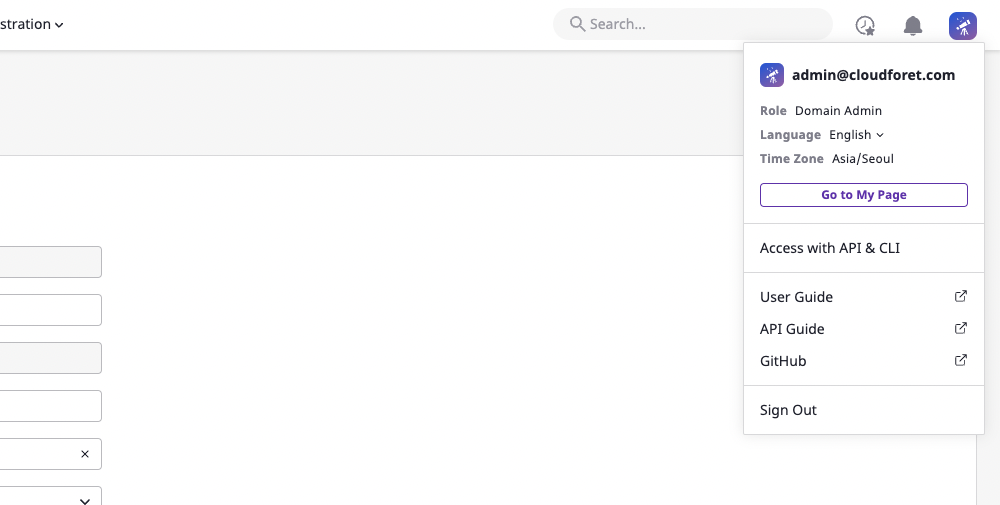 stration
Search...
admin@cloudforet.com
Role Domain Admin
Language English
Time Zone Asia/Seoul
Go to My Page
Access with API & CLI
User Guide
API Guide
GitHub
Sign Out